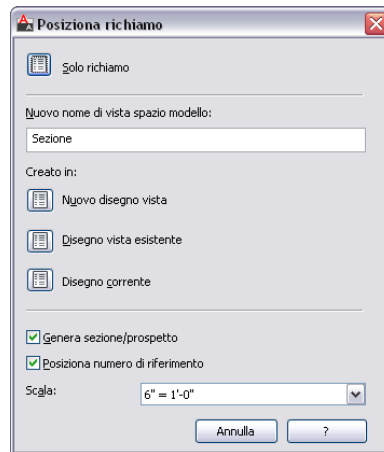 Posiziona richiamo
Solo richiamo
Nuovo nome di vista spazio modello:
Sezione
Creato in:
Nuovo disegno vista
Disegno vista esistente
Disegno corrente
Genera sezione/prospetto
Posiziona numero di riferimento
Scala: 6" = 1'-0"
Annulla ?